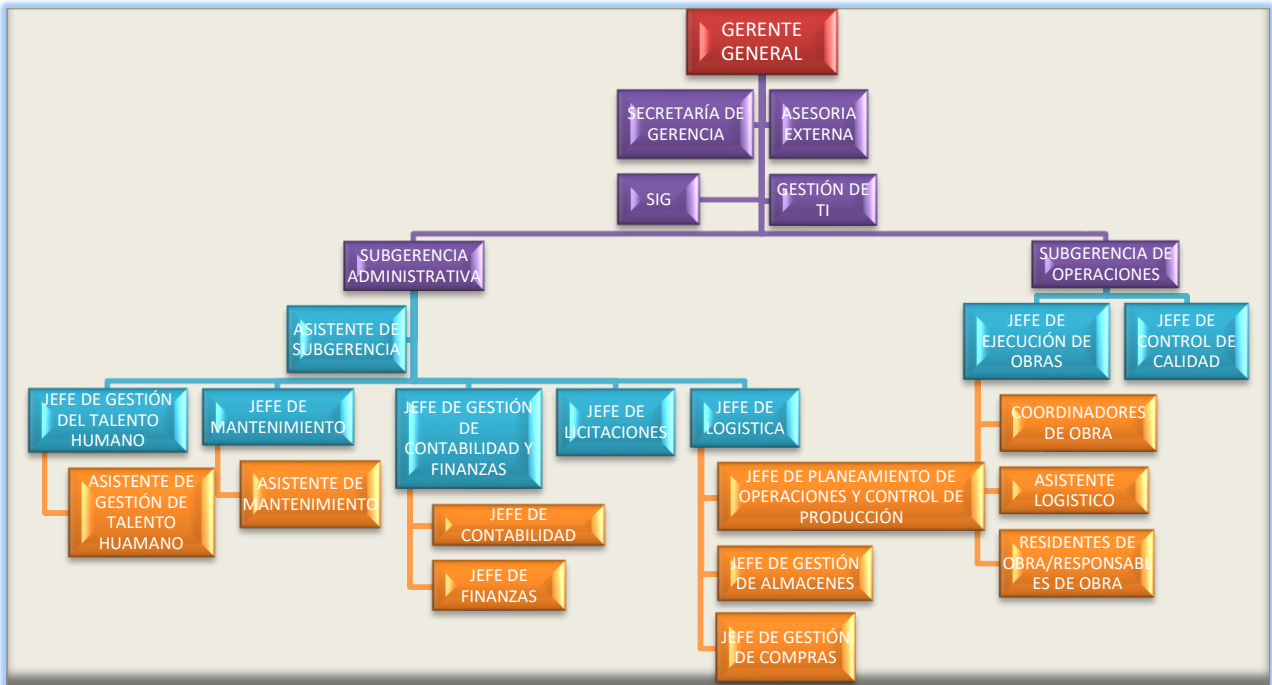 GERENTE
GENERAL
SECRETARÍA DE
GERENCIA
ASESORIA
EXTERNA
SIG
GESTIÓN DE
TI
SUBGERENCIA
ADMINISTRATIVA
SUBGERENCIA DE
OPERACIONES
ASISTENTE DE
SUBGERENCIA
JEFE DE
EJECUCIÓN DE
OBRAS
JEFE DE
CONTROL DE
CALIDAD
JEFE DE GESTIÓN
DEL TALENTO
HUMANO
JEFE DE
MANTENIMIENTO
JEFE DE GESTIÓN
DE
CONTABILIDAD Y
FINANZAS
JEFE DE
LICITACIONES
JEFE DE
LOGISTICA
COORDINADORES
DE OBRA
ASISTENTE DE
GESTIÓN DE
TALENTO
HUAMANO
ASISTENTE DE
MANTENIMIENTO
JEFE DE PLANEAMIENTO DE
OPERACIONES Y CONTROL DE
PRODUCCIÓN
ASISTENTE
LOGISTICO
JEFE DE
CONTABILIDAD
RESIDENTES DE
OBRA/RESPONSABL
ES DE OBRA
JEFE DE
FINANZAS
JEFE DE GESTIÓN
DE ALMACENES
JEFE DE GESTIÓN
DE COMPRAS